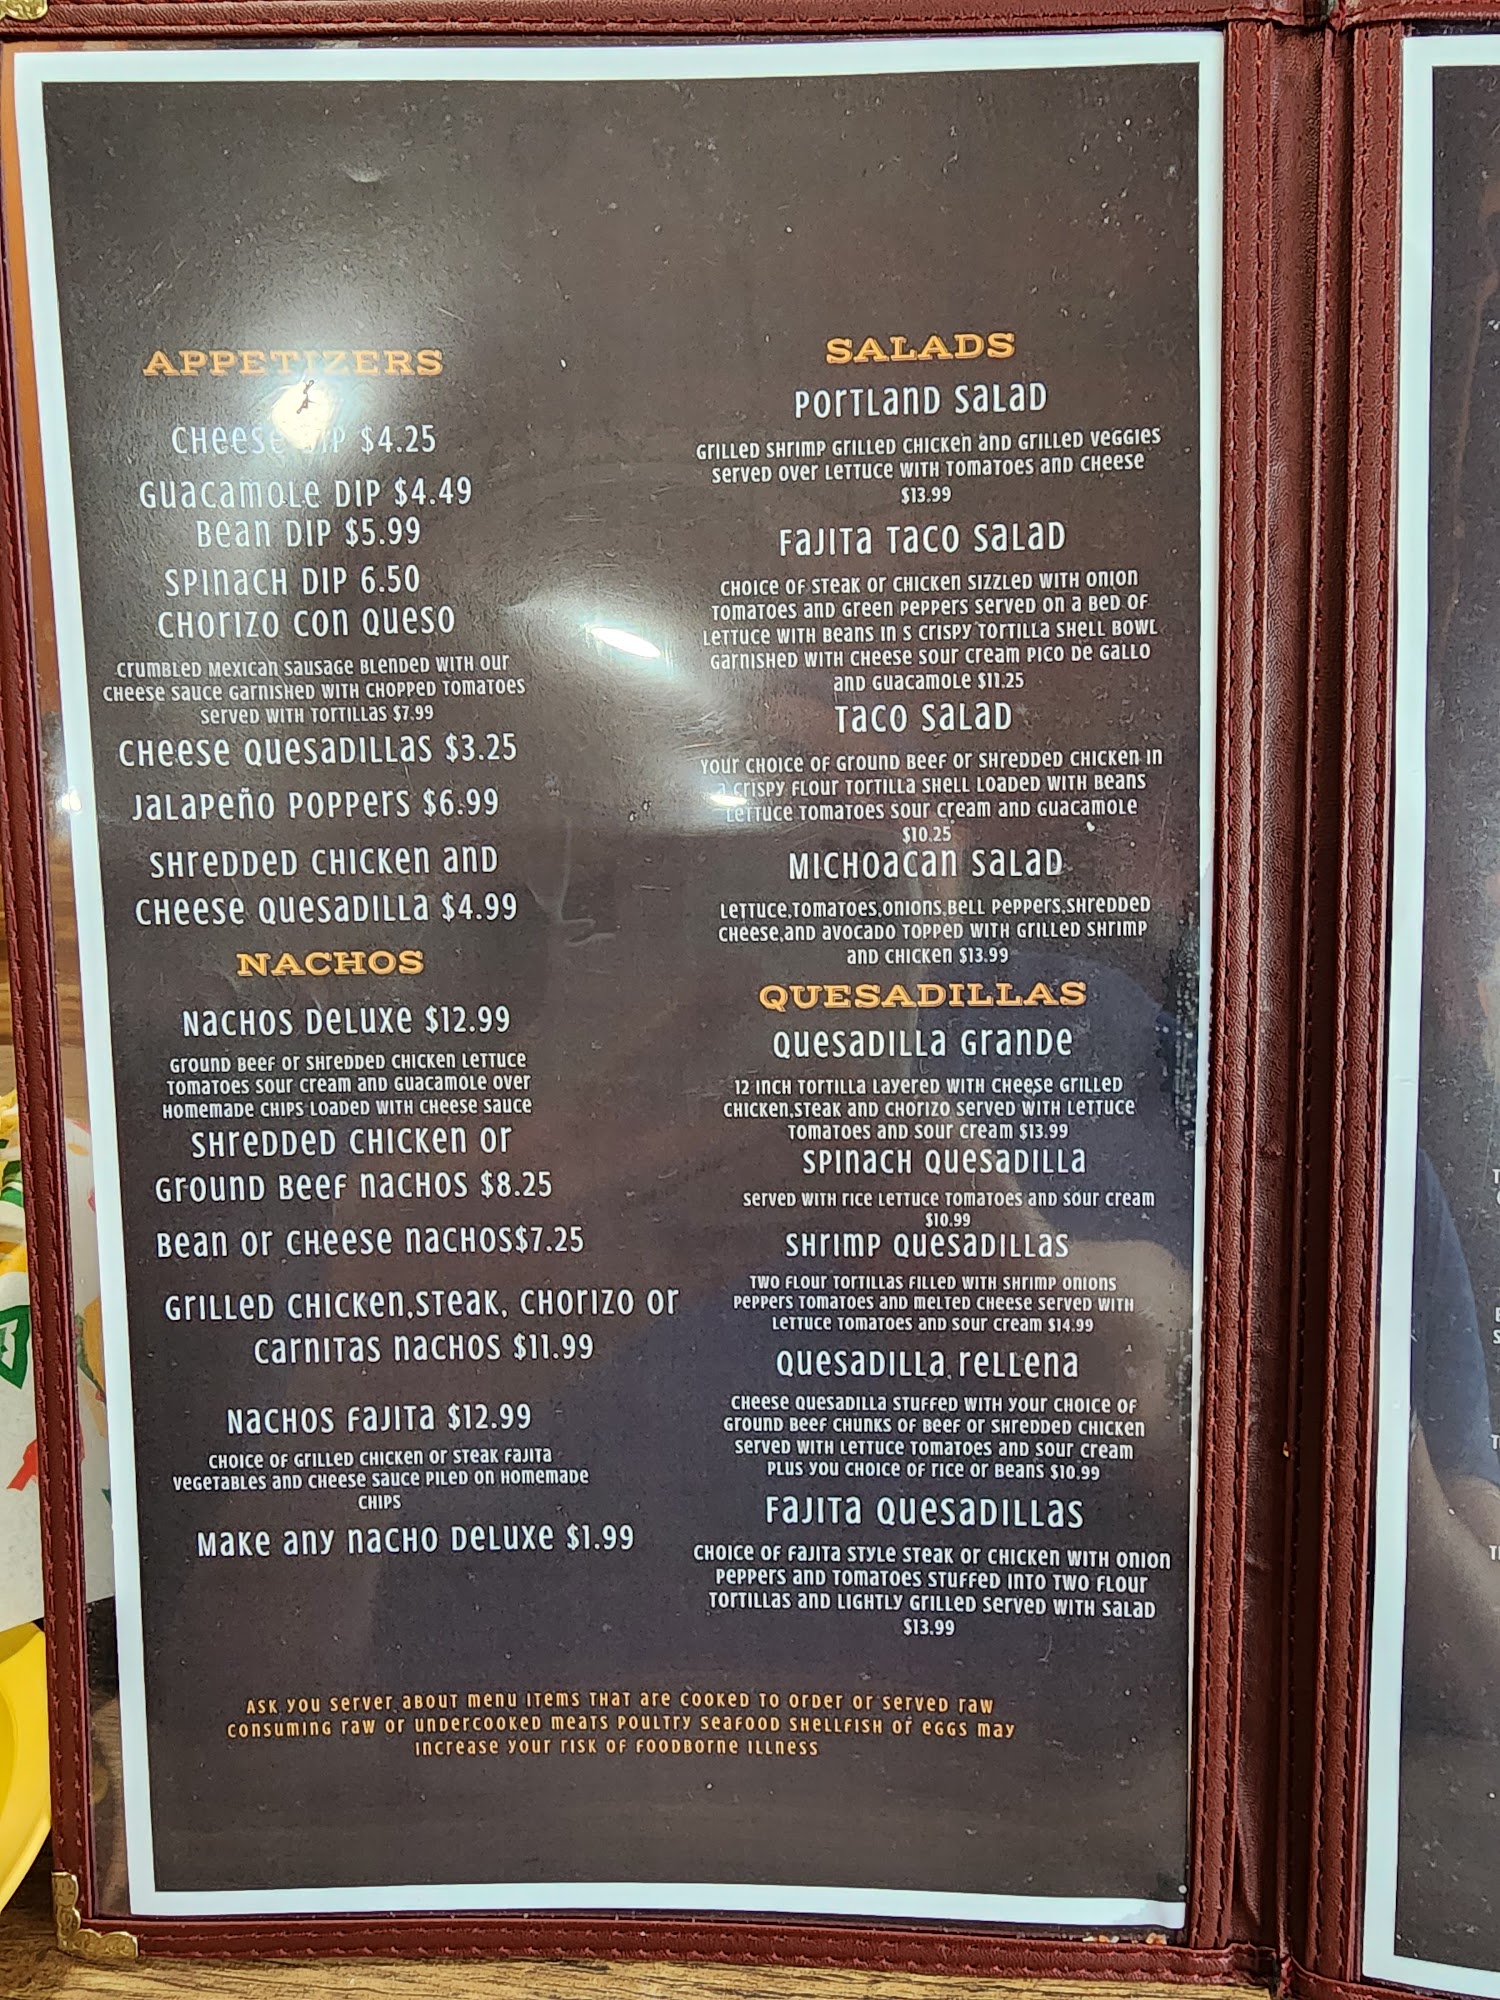 APPETIZERS
CHEESE DIP $4.25
GUACAMOLE DIP $4.49
BEAN DIP $5.99
SPINACH DIP 6.50
CHORIZO CON QUESO
CRUMBLED MEXICAN SAUSAGE BLENDED WITH OUR
CHEESE SAUCE GARNISHED WITH CHOPPED TOMATOES
SERVED WITH TORTILLAS $7.99
CHEESE QUESADILLAS $3.25
JALAPEÑO POPPERS $6.99
SHREDDED CHICKEN AND
CHEESE QUESADILLA $4.99
NACHOS
NACHOS DELUXE $12.99
GROUND BEEF OR SHREDDED CHICKEN LETTUCE
TOMATOES SOUR CREAM AND GUACAMOLE OVER
HOMEMADE CHIPS LOADED WITH CHEESE SAUCE
SHREDDED CHICKEN OR
GROUND BEEF NACHOS $8.25
BEAN OR CHEESE NACHOS$7.25
GRILLED CHICKEN,STEAK, CHORIZO OR
CARNITAS NACHOS $11.99
NACHOS FAJITA $12.99
CHOICE OF GRILLED CHICKEN OR STEAK FAJITA
VEGETABLES AND CHEESE SAUCE PILED ON HOMEMADE
CHIPS
MAKE ANY NACHO DELUXE $1.99
SALADS
PORTLAND SALAD
GRILLED SHRIMP GRILLED CHICKEN AND GRILLED VEGGIES
SERVED OVER LETTUCE WITH TOMATOES AND CHEESE
$13.99
FAJITA TACO SALAD
CHOICE OF STEAK OR CHICKEN SIZZLED WITH ONION
TOMATOES AND GREEN PEPPERS SERVED ON A BED OF
LETTUCE WITH BEANS IN S CRISPY TORTILLA SHELL BOWL
GARNISHED WITH CHEESE SOUR CREAM PICO DE GALLO
AND GUACAMOLE $11.25
TACO SALAD
YOUR CHOICE OF GROUND BEEF OR SHREDDED CHICKEN IN
A CRISPY FLOUR TORTILLA SHELL LOADED WITH BEANS
LETTUCE TOMATOES SOUR CREAM AND GUACAMOLE
$10.25
MICHOACAN SALAD
LETTUCE,TOMATOES,ONIONS,BELL PEPPERS,SHREDDED
CHEESE,AND AVOCADO TOPPED WITH GRILLED SHRIMP
AND CHICKEN $13.99
QUESADILLAS
QUESADILLA GRANDE
12 INCH TORTILLA LAYERED WITH CHEESE GRILLED
CHICKEN,STEAK AND CHORIZO SERVED WITH LETTUCE
TOMATOES AND SOUR CREAM $13.99
SPINACH QUESADILLA
SERVED WITH RICE LETTUCE TOMATOES AND SOUR CREAM
$10.99
SHRIMP QUESADILLAS
TWO FLOUR TORTILLAS FILLED WITH SHRIMP ONIONS
PEPPERS TOMATOES AND MELTED CHEESE SERVED WITH
LETTUCE TOMATOES AND SOUR CREAM $14.99
QUESADILLA RELLENA
CHEESE QUESADILLA STUFFED WITH YOUR CHOICE OF
GROUND BEEF CHUNKS OF BEEF OR SHREDDED CHICKEN
SERVED WITH LETTUCE TOMATOES AND SOUR CREAM
PLUS YOU CHOICE OF RICE OR BEANS $10.99
FAJITA QUESADILLAS
CHOICE OF FAJITA STYLE STEAK OR CHICKEN WITH ONION
PEPPERS AND TOMATOES STUFFED INTO TWO FLOUR
TORTILLAS AND LIGHTLY GRILLED SERVED WITH SALAD
$13.99
ASK YOU SERVER ABOUT MENU ITEMS THAT ARE COOKED TO ORDER OR SERVED RAW
CONSUMING RAW OR UNDERCOOKED MEATS POULTRY SEAFOOD SHELLFISH OF EGGS MAY
INCREASE YOUR RISK OF FOODBORNE ILLNESS